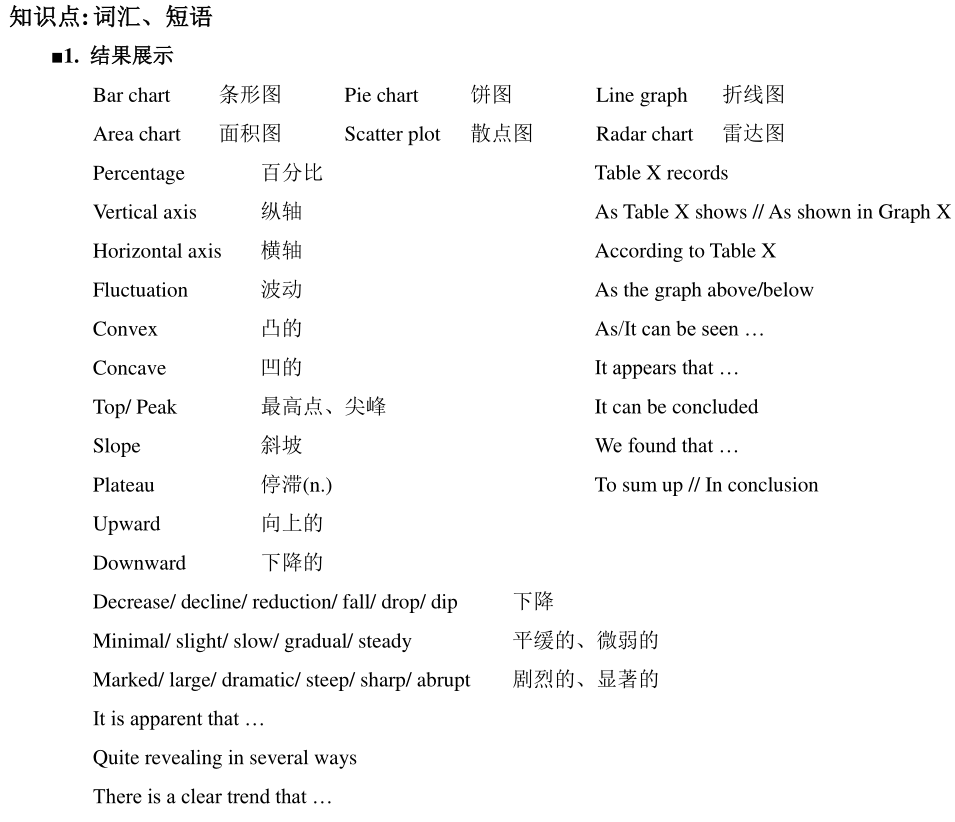 知识点: 词汇、短语
■1. 结果展示
Bar chart 条形图 Pie chart 饼图 Line graph 折线图
Area chart 面积图 Scatter plot 散点图 Radar chart 雷达图
Percentage 百分比 Table X records
Vertical axis 纵轴 As Table X shows // As shown in Graph X
Horizontal axis 横轴 According to Table X
Fluctuation 波动 As the graph above/below
Convex 凸的 As/It can be seen …
Concave 凹的 It appears that …
Top/ Peak 最高点、尖峰 It can be concluded
Slope 斜坡 We found that …
Plateau 停滞(n.) To sum up // In conclusion
Upward 向上的
Downward 下降的
Decrease/ decline/ reduction/ fall/ drop/ dip 下降
Minimal/ slight/ slow/ gradual/ steady 平缓的、微弱的
Marked/ large/ dramatic/ steep/ sharp/ abrupt 剧烈的、显著的
It is apparent that …
Quite revealing in several ways
There is a clear trend that …